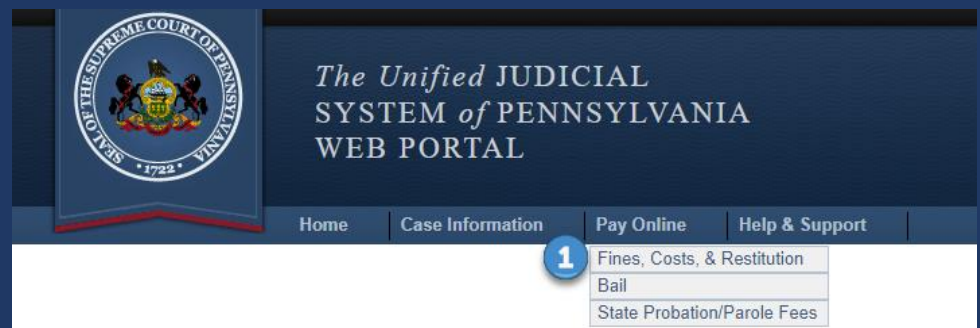 SEAL OF THE SUPREME COURT OF PENNSYLVANIA
• 1722 •
The Unified JUDICIAL
SYSTEM of PENNSYLVANIA
WEB PORTAL
Home Case Information Pay Online Help & Support
1 Fines, Costs, & Restitution
Bail
State Probation/Parole Fees